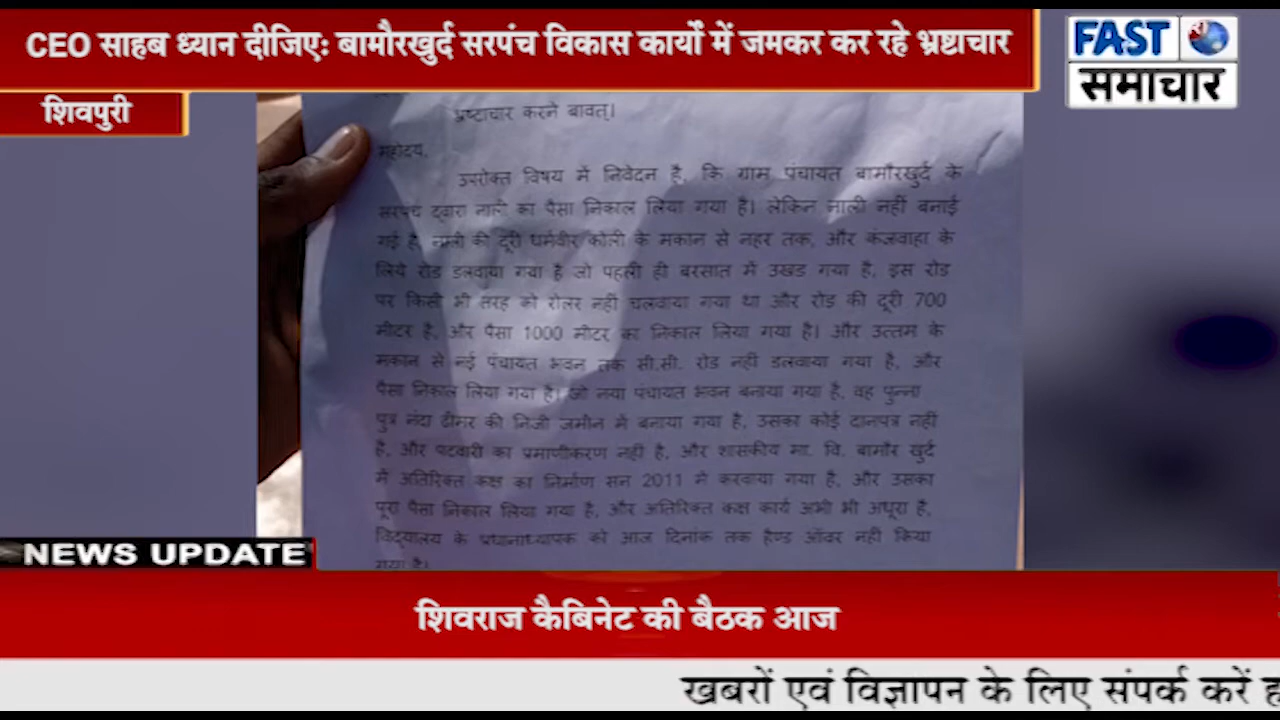 CEO साहब ध्यान दीजिए: बामौरखुर्द सरपंच विकास कार्यों में जमकर कर रहे भ्रष्टाचार
FAST
समाचार
शिवपुरी
भ्रष्टाचार करने बावत्।
महोदय,
उपरोक्त विषय में निवेदन है, कि ग्राम पंचायत बामौरखुर्द के
सरपंच द्वारा नाली का पैसा निकाल लिया गया है। लेकिन नाली नहीं बनाई
गई है, नाली की दूरी धर्मवीर कोली के मकान से नहर तक, और कंजवाहा के
लिये रोड डलवाया गया है जो पहली ही बरसात में उखड गया है, इस रोड
पर किसी भी तरह को रोलर नहीं चलवाया गया था और रोड की दूरी 700
मीटर है, और पैसा 1000 मीटर का निकाल लिया गया है। और उत्तम के
मकान से नई पंचायत भवन तक सी.सी. रोड नहीं डलवाया गया है, और
पैसा निकाल लिया गया है। जो नया पंचायत भवन बनाया गया है, वह पुन्ना
पुत्र नंदा ढीमर की निजी जमीन में बनाया गया है, उसका कोई दानपत्र नहीं
है, और पटवारी का प्रमाणीकरण नहीं है, और शासकीय मा. वि. बामौर खुर्द
में अतिरिक्त कक्ष का निर्माण सन 2011 मे करवाया गया है, और उसका
पूरा पैसा निकाल लिया गया है, और अतिरिक्त कक्ष कार्य अभी भी अधूरा है,
विद्यालय के प्रधानाध्यापक को आज दिनांक तक हैण्ड ऑवर नहीं किया
गया है।
NEWS UPDATE
शिवराज कैबिनेट की बैठक आज
खबरों एवं विज्ञापन के लिए संपर्क करें ह